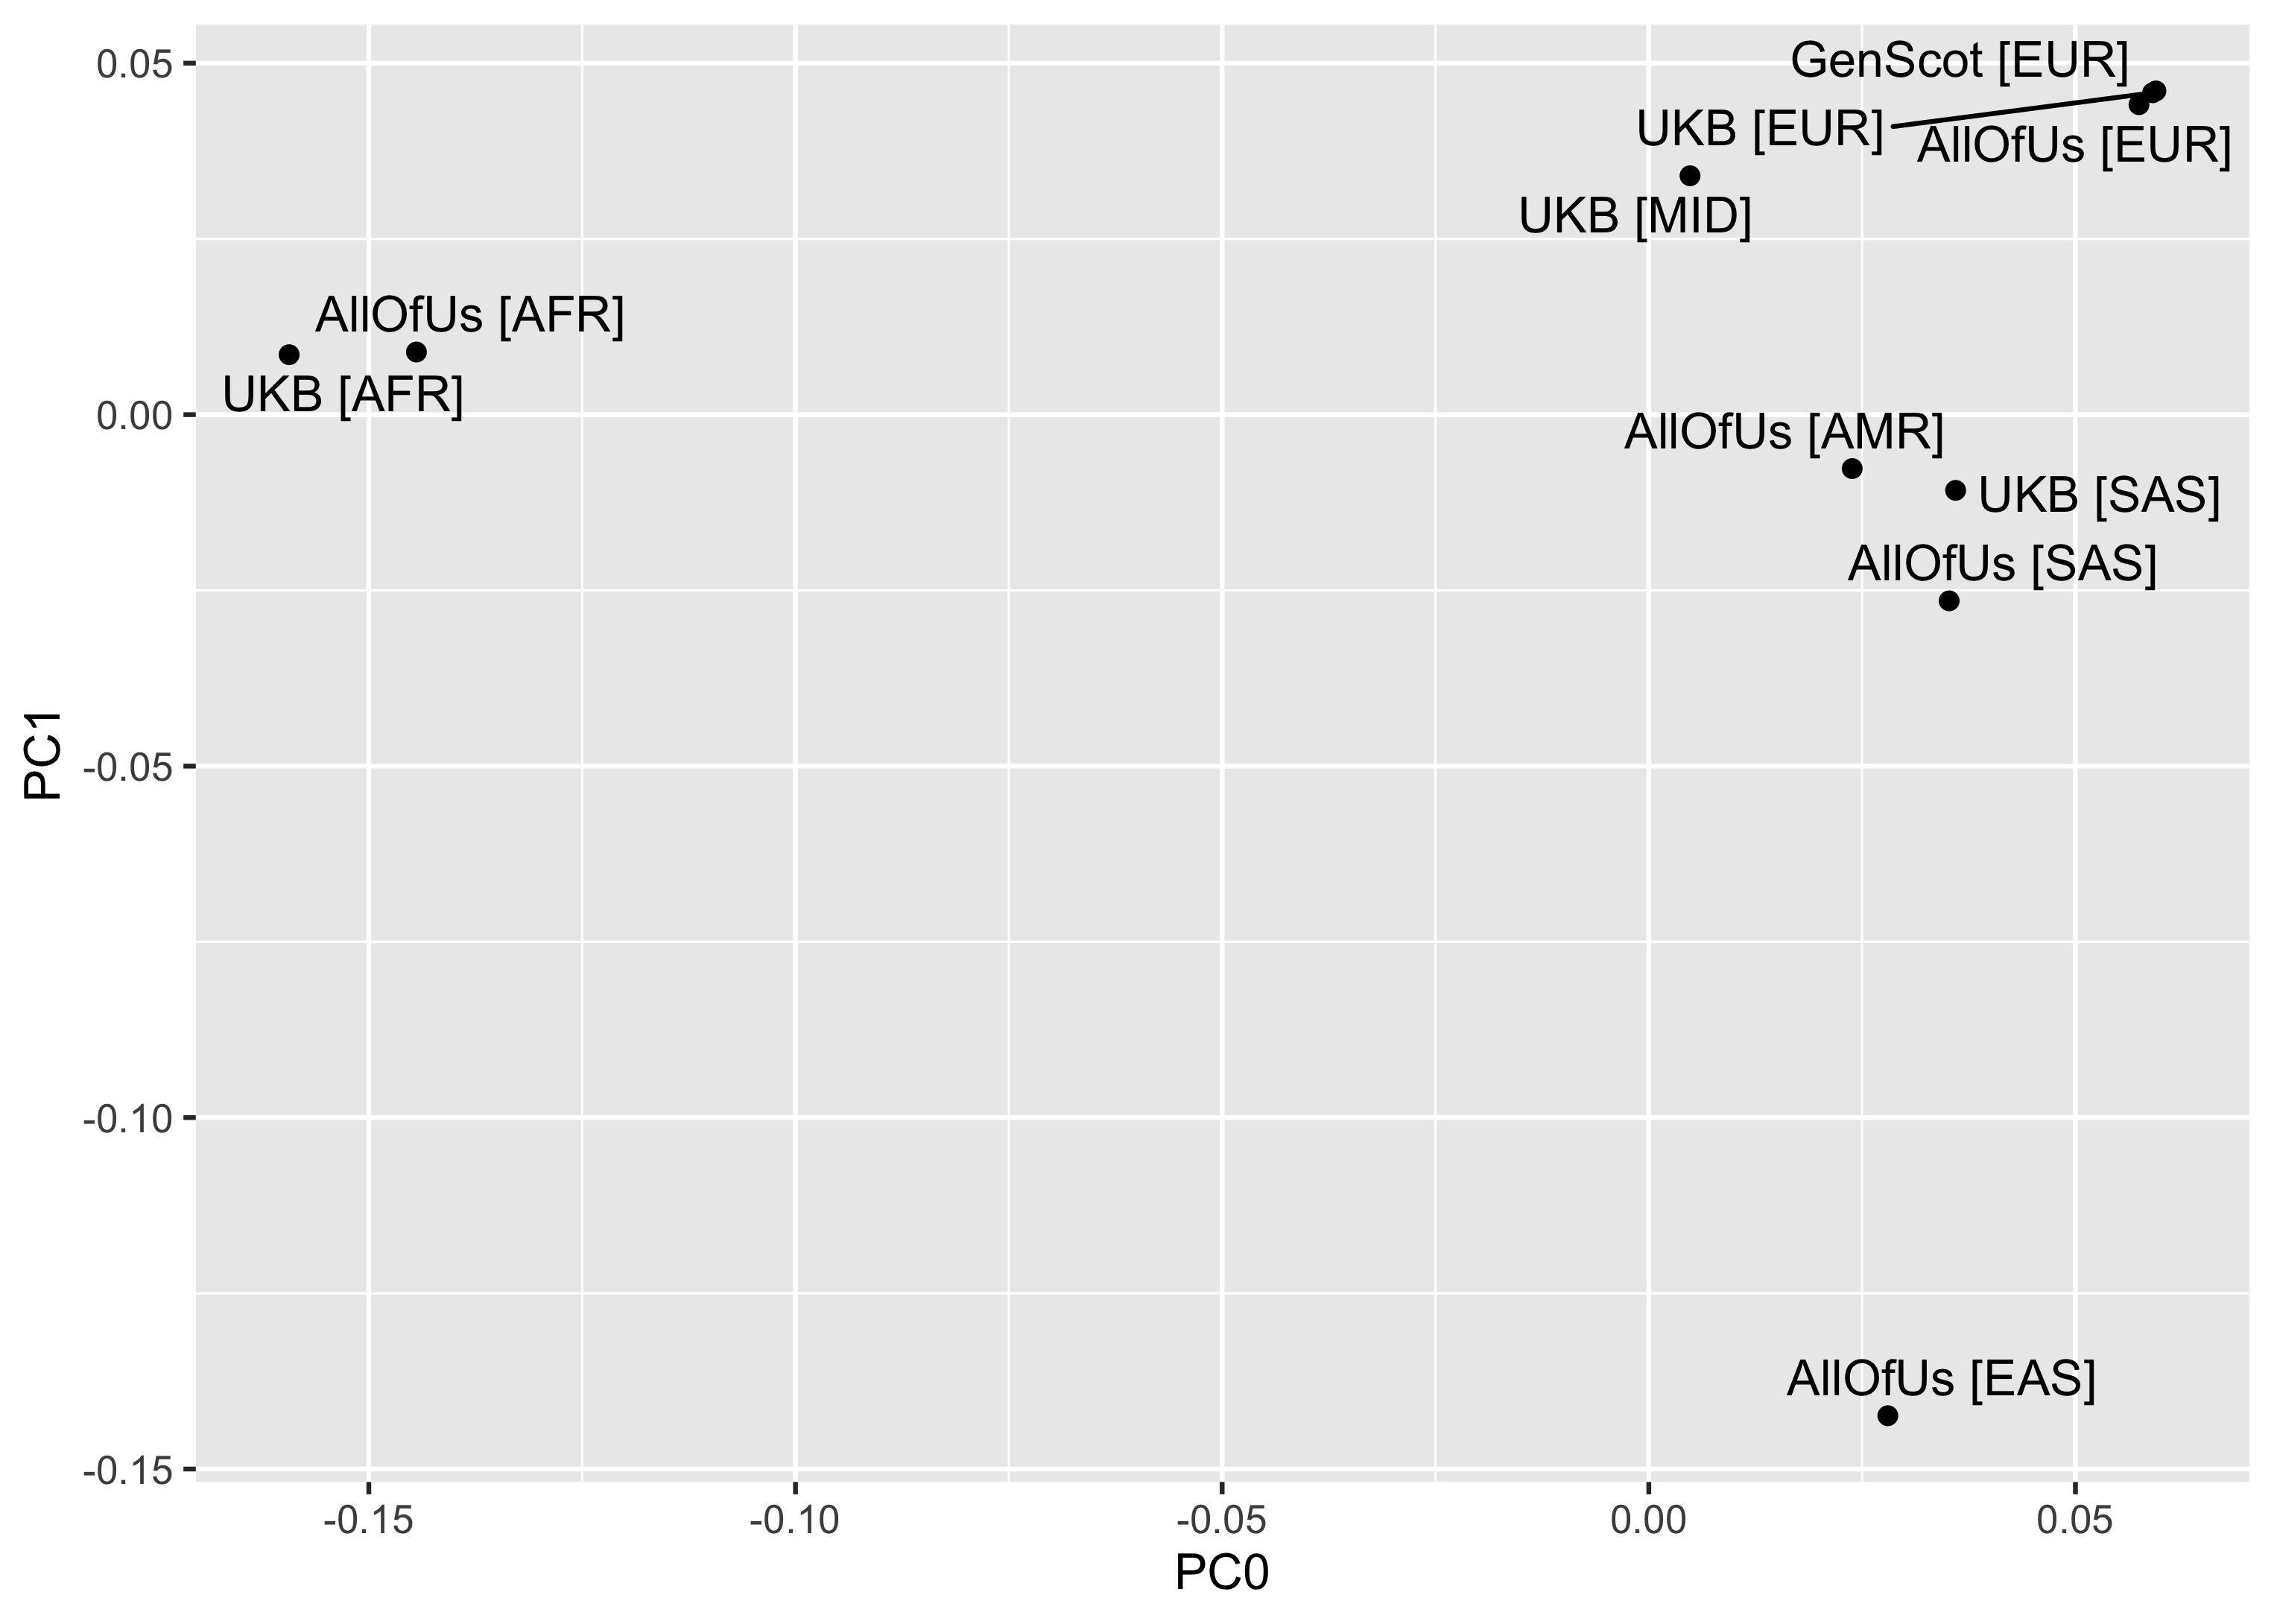 0.05
GenScot [EUR]
UKB [EUR]
AllOfUs [EUR]
UKB [MID]
AllOfUs [AFR]
UKB [AFR]
0.00
AllOfUs [AMR]
UKB [SAS]
AllOfUs [SAS]
PC1
-0.05
-0.10
AllOfUs [EAS]
-0.15
-0.15
-0.10
-0.05
0.00
0.05
PC0